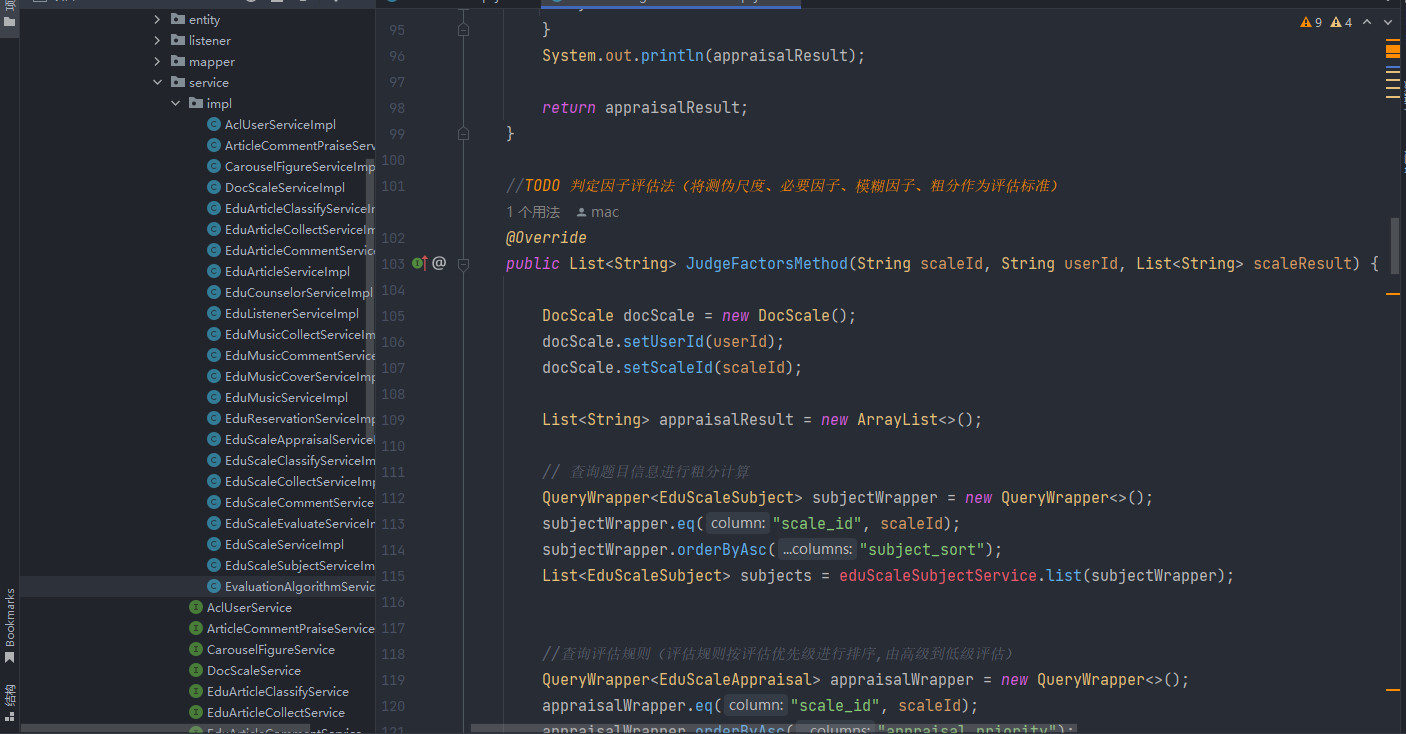 entity
listener
mapper
service
impl
AclUserServiceImpl
ArticleCommentPraiseServ
CarouselFigureServiceImp
DocScaleServiceImpl
EduArticleClassifyServiceIr
EduArticleCollectServiceIm
EduArticleCommentService
EduArticleServiceImpl
EduCounselorServiceImpl
EduListenerServiceImpl
EduMusicCollectServiceIm
EduMusicCommentService
EduMusicCoverServiceImp
EduMusicServiceImpl
EduReservationServiceImp
EduScaleAppraisalServiceI
EduScaleClassifyServiceIm
EduScaleCollectServiceImp
EduScaleCommentService
EduScaleEvaluateServiceIr
EduScaleServiceImpl
EduScaleSubjectServiceIm
EvaluationAlgorithmServic
AclUserService
ArticleCommentPraiseService
CarouselFigureService
DocScaleService
EduArticleClassifyService
EduArticleCollectService
EduArticleCommentService
Bookmarks
结构
9 4
95 }
96 System.out.println(appraisalResult);
97
98 return appraisalResult;
99 }
100
101 //TODO 判定因子评估法（将测伪尺度、必要因子、模糊因子、粗分作为评估标准）
1 个用法 mac
102 @Override
103 @ public List<String> JudgeFactorsMethod(String scaleId, String userId, List<String> scaleResult) {
104
105 DocScale docScale = new DocScale();
106 docScale.setUserId(userId);
107 docScale.setScaleId(scaleId);
108
109 List<String> appraisalResult = new ArrayList<>();
110
111 // 查询题目信息进行粗分计算
112 QueryWrapper<EduScaleSubject> subjectWrapper = new QueryWrapper<>();
113 subjectWrapper.eq( column: "scale_id", scaleId);
114 subjectWrapper.orderByAsc( ...columns: "subject_sort");
115 List<EduScaleSubject> subjects = eduScaleSubjectService.list(subjectWrapper);
116
117
118 //查询评估规则（评估规则按评估优先级进行排序,由高级到低级评估）
119 QueryWrapper<EduScaleAppraisal> appraisalWrapper = new QueryWrapper<>();
120 appraisalWrapper.eq( column: "scale_id", scaleId);
121 appraisalWrapper.orderByAsc( ...columns: "appraisal_priority");